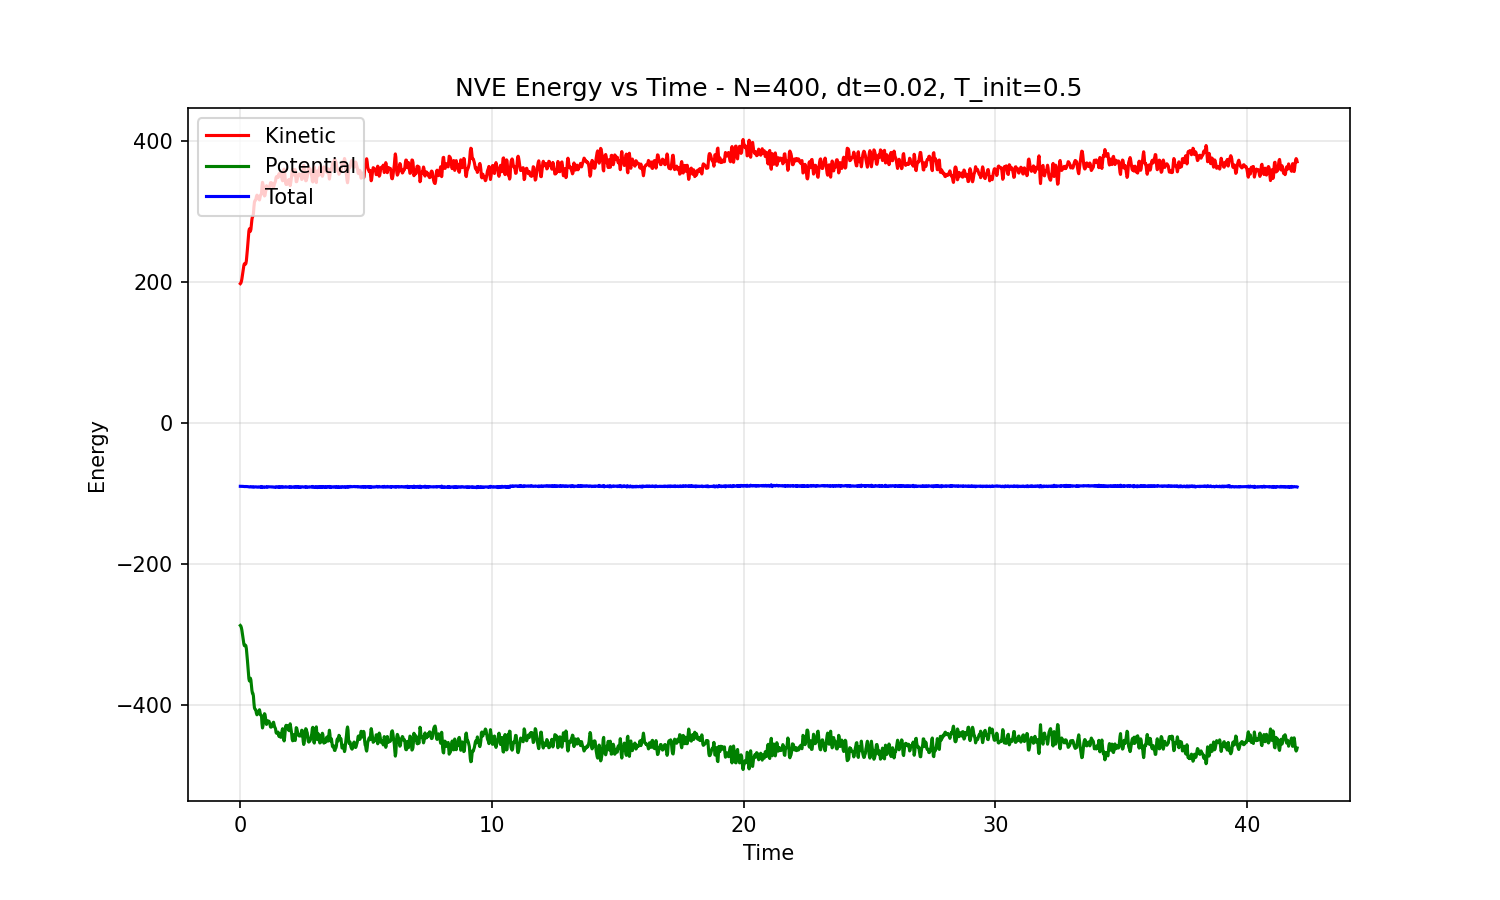 NVE Energy vs Time - N=400, dt=0.02, T_init=0.5
Kinetic
Potential
Total
400
200
0
−200
−400
Energy
0 10 20 30 40
Time